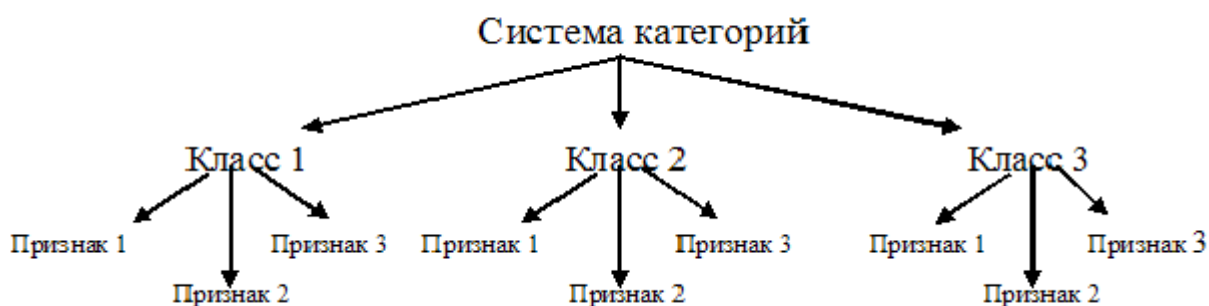 Система категорий
Класс 1 Класс 2 Класс 3
Признак 1 Признак 3 Признак 1 Признак 3 Признак 1 Признак 3
Признак 2 Признак 2 Признак 2